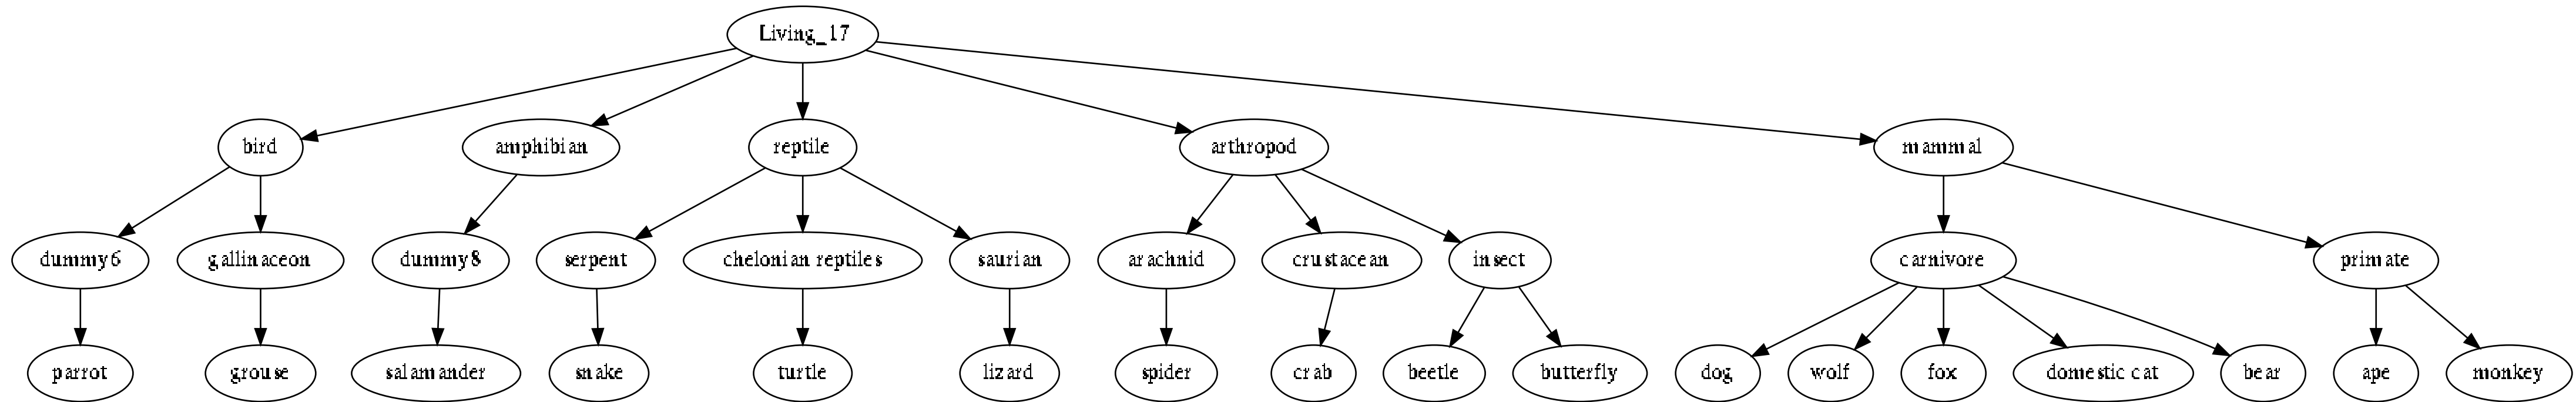 Living_17
bird
amphibian
reptile
arthropod
mammal
dummy6
gallinaceon
dummy8
serpent
chelonian reptiles
saurian
arachnid
crustacean
insect
carnivore
primate
parrot
grouse
salamander
snake
turtle
lizard
spider
crab
beetle
butterfly
dog
wolf
fox
domestic cat
bear
ape
monkey